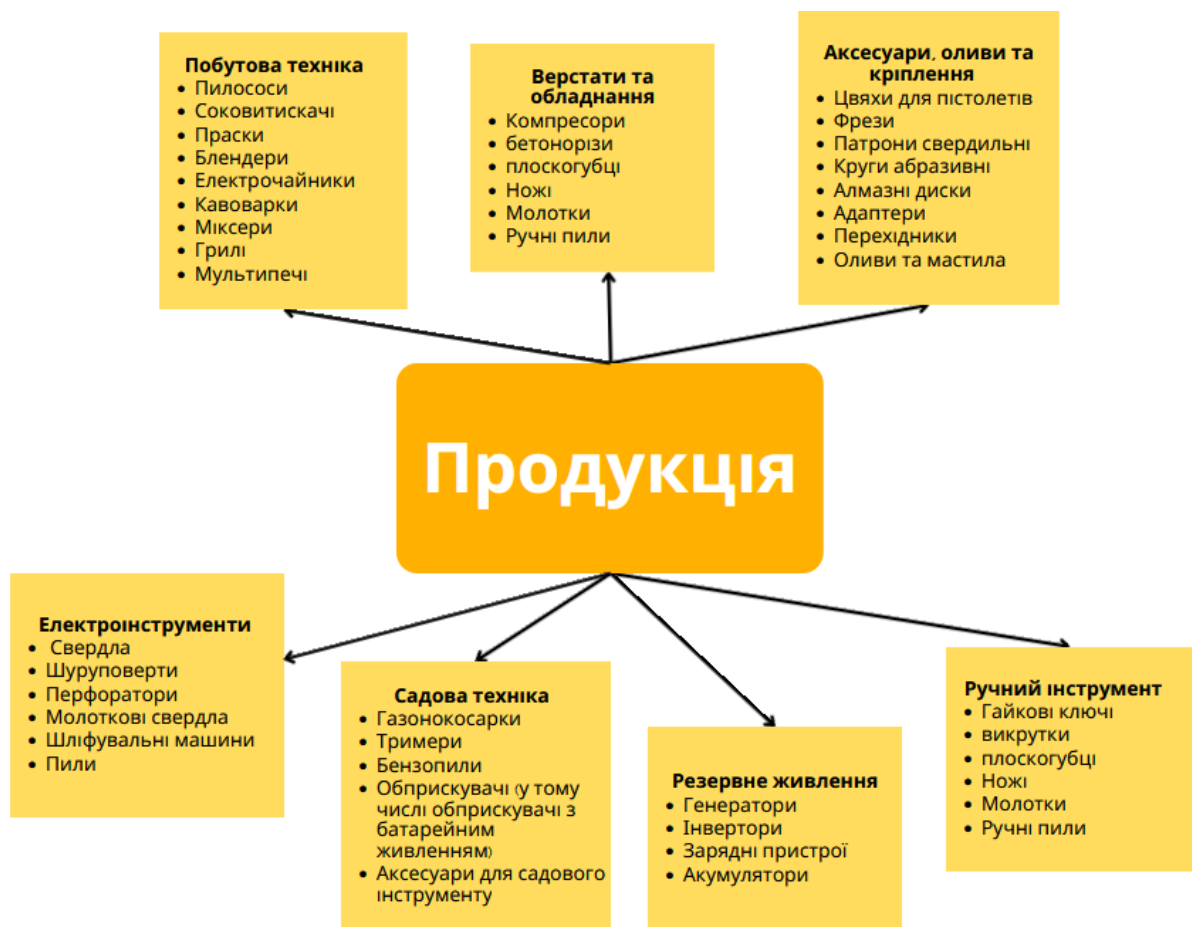 Побутова техніка
• Пилососи
• Соковитискачі
• Праски
• Блендери
• Електрочайники
• Кавоварки
• Міксери
• Грилі
• Мультипечі
Верстати та
обладнання
• Компресори
• бетонорізи
• плоскогубці
• Ножі
• Молотки
• Ручні пили
Аксесуари, оливи та
кріплення
• Цвяхи для пістолетів
• Фрези
• Патрони свердильні
• Круги абразивні
• Алмазні диски
• Адаптери
• Перехідники
• Оливи та мастила
Продукція
Електроінструменти
• Свердла
• Шуруповерти
• Перфоратори
• Молоткові свердла
• Шліфувальні машини
• Пили
Садова техніка
• Газонокосарки
• Тримери
• Бензопили
• Обприскувачі (у тому
числі обприскувачі з
батарейним
живленням)
• Аксесуари для садового
інструменту
Резервне живлення
• Генератори
• Інвертори
• Зарядні пристрої
• Акумулятори
Ручний інструмент
• Гайкові ключі
• викрутки
• плоскогубці
• Ножі
• Молотки
• Ручні пили